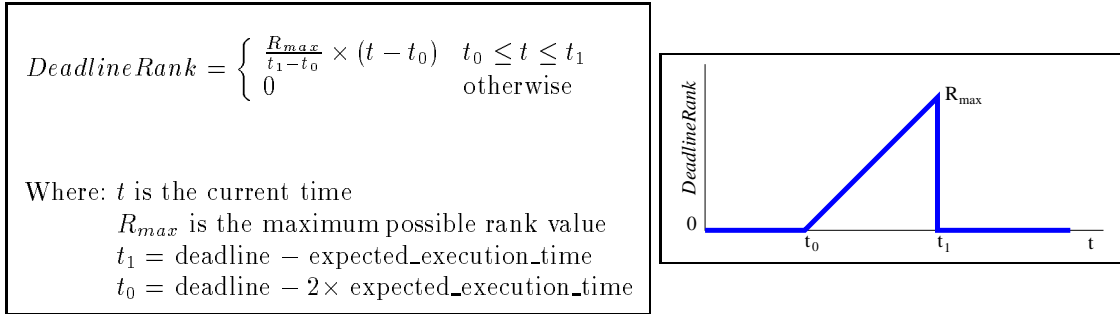 DeadlineRank = { R_max / (t_1 − t_0) × (t − t_0)   t_0 ≤ t ≤ t_1
0   otherwise
Where: t is the current time
R_max is the maximum possible rank value
t_1 = deadline − expected_execution_time
t_0 = deadline − 2× expected_execution_time
DeadlineRank
R_max
0
t_0
t_1
t